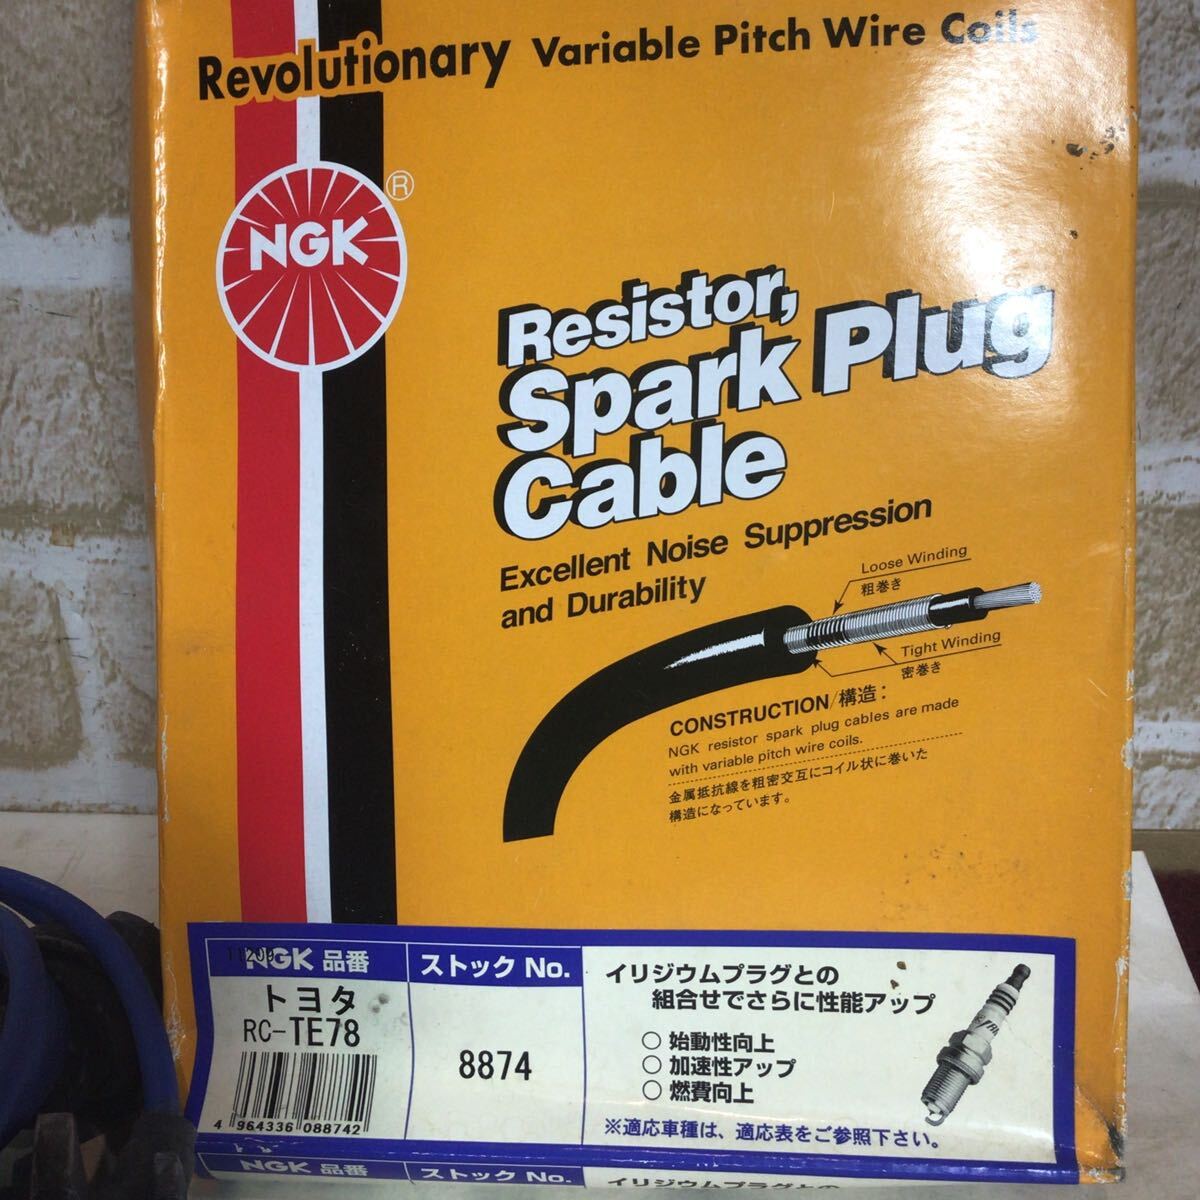 Revolutionary Variable Pitch Wire Coils
NGK
®
Resistor,
Spark Plug
Cable
Excellent Noise Suppression
and Durability
Loose Winding
粗巻き
Tight Winding
密巻き
CONSTRUCTION/構造：
NGK resistor spark plug cables are made
with variable pitch wire coils.
金属抵抗線を粗密交互にコイル状に巻いた
構造になっています。
11200
NGK 品番
ストック No.
トヨタ
RC-TE78
8874
4 964336 088742
イリジウムプラグとの
組合せでさらに性能アップ
○ 始動性向上
○ 加速性アップ
○ 燃費向上
※適応車種は、適応表をご参照下さい。
NGK 品番
ストック No.
イリジウムプラグとの